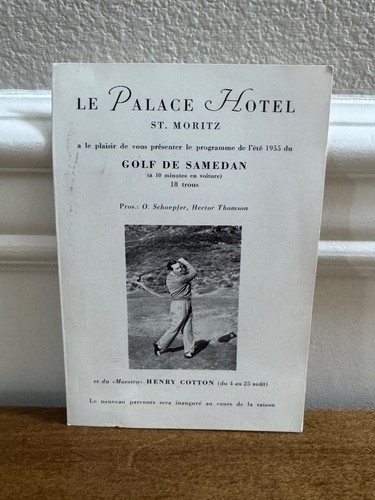 LE PALACE HOTEL
ST. MORITZ
a le plaisir de vous présenter le programme de l'été 1955 du
GOLF DE SAMEDAN
(à 10 minutes en voiture)
18 trous
Pros.: O. Schoepfer, Hector Thomson
et du «Maestro» HENRY COTTON (du 4 au 25 août)
Le nouveau parcours sera inauguré au cours de la saison